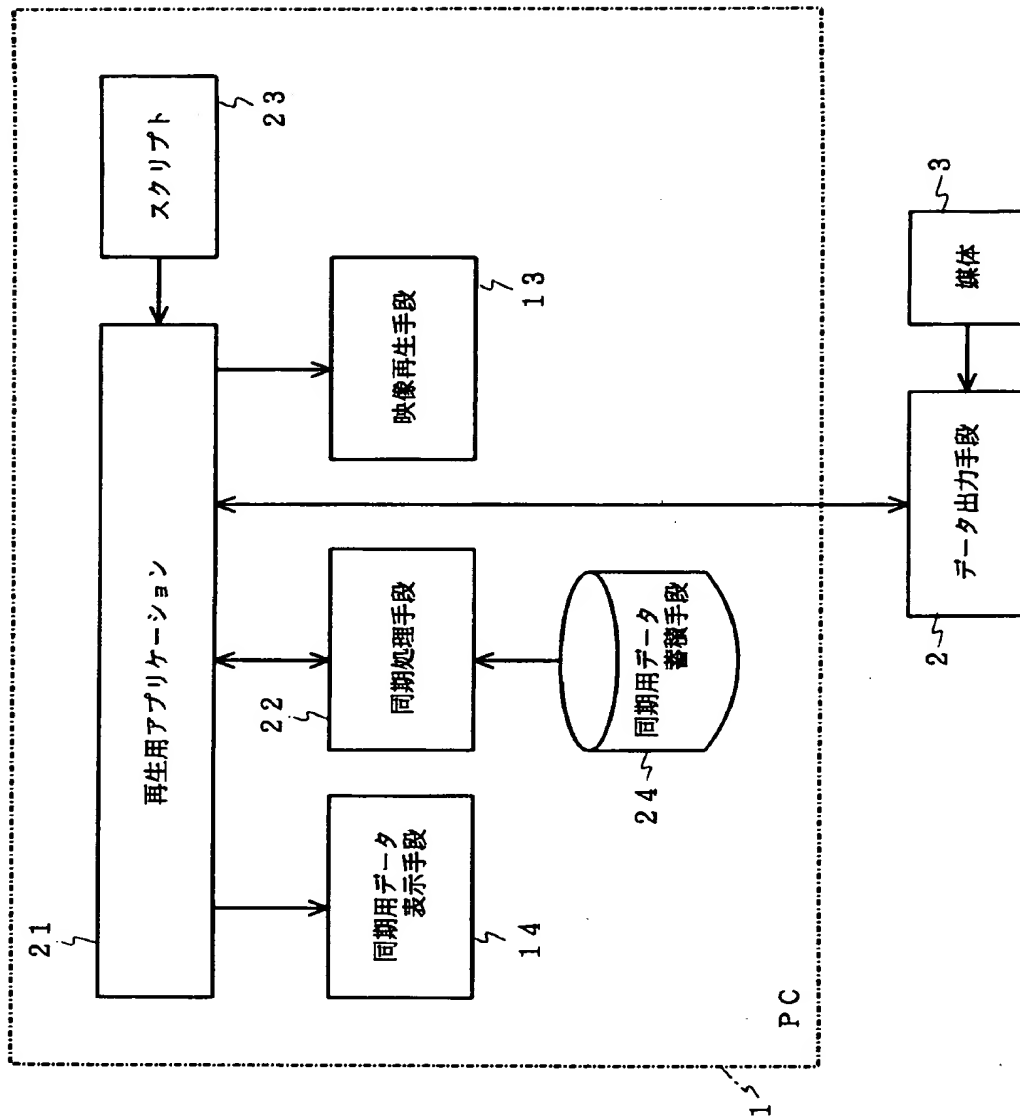 21
再生用アプリケーション
スクリプト
23
同期用データ
表示手段
14
22
同期処理手段
映像再生手段
13
同期用データ
蓄積手段
24
PC
1
2
データ出力手段
媒体
3